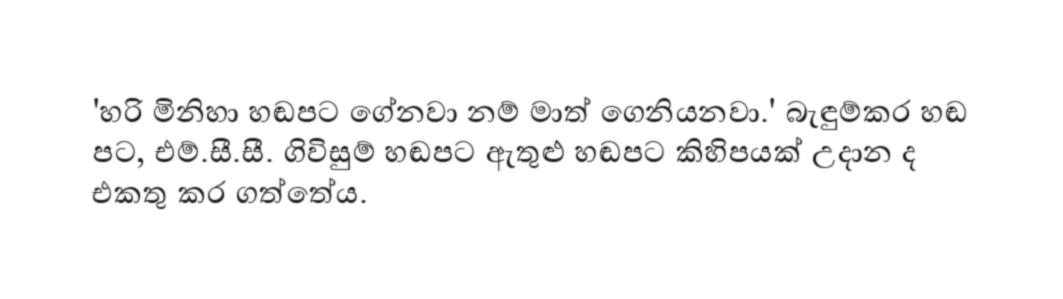 'හරි මිනිහා හඬපට ගේනවා නම් මාත් ගෙනියනවා.' බැඳුම්කර හඬ
පට, එම්.සී.සී. ගිවිසුම් හඬපට ඇතුළු හඬපට කිහිපයක් උදාන ද
එකතු කර ගත්තේය.